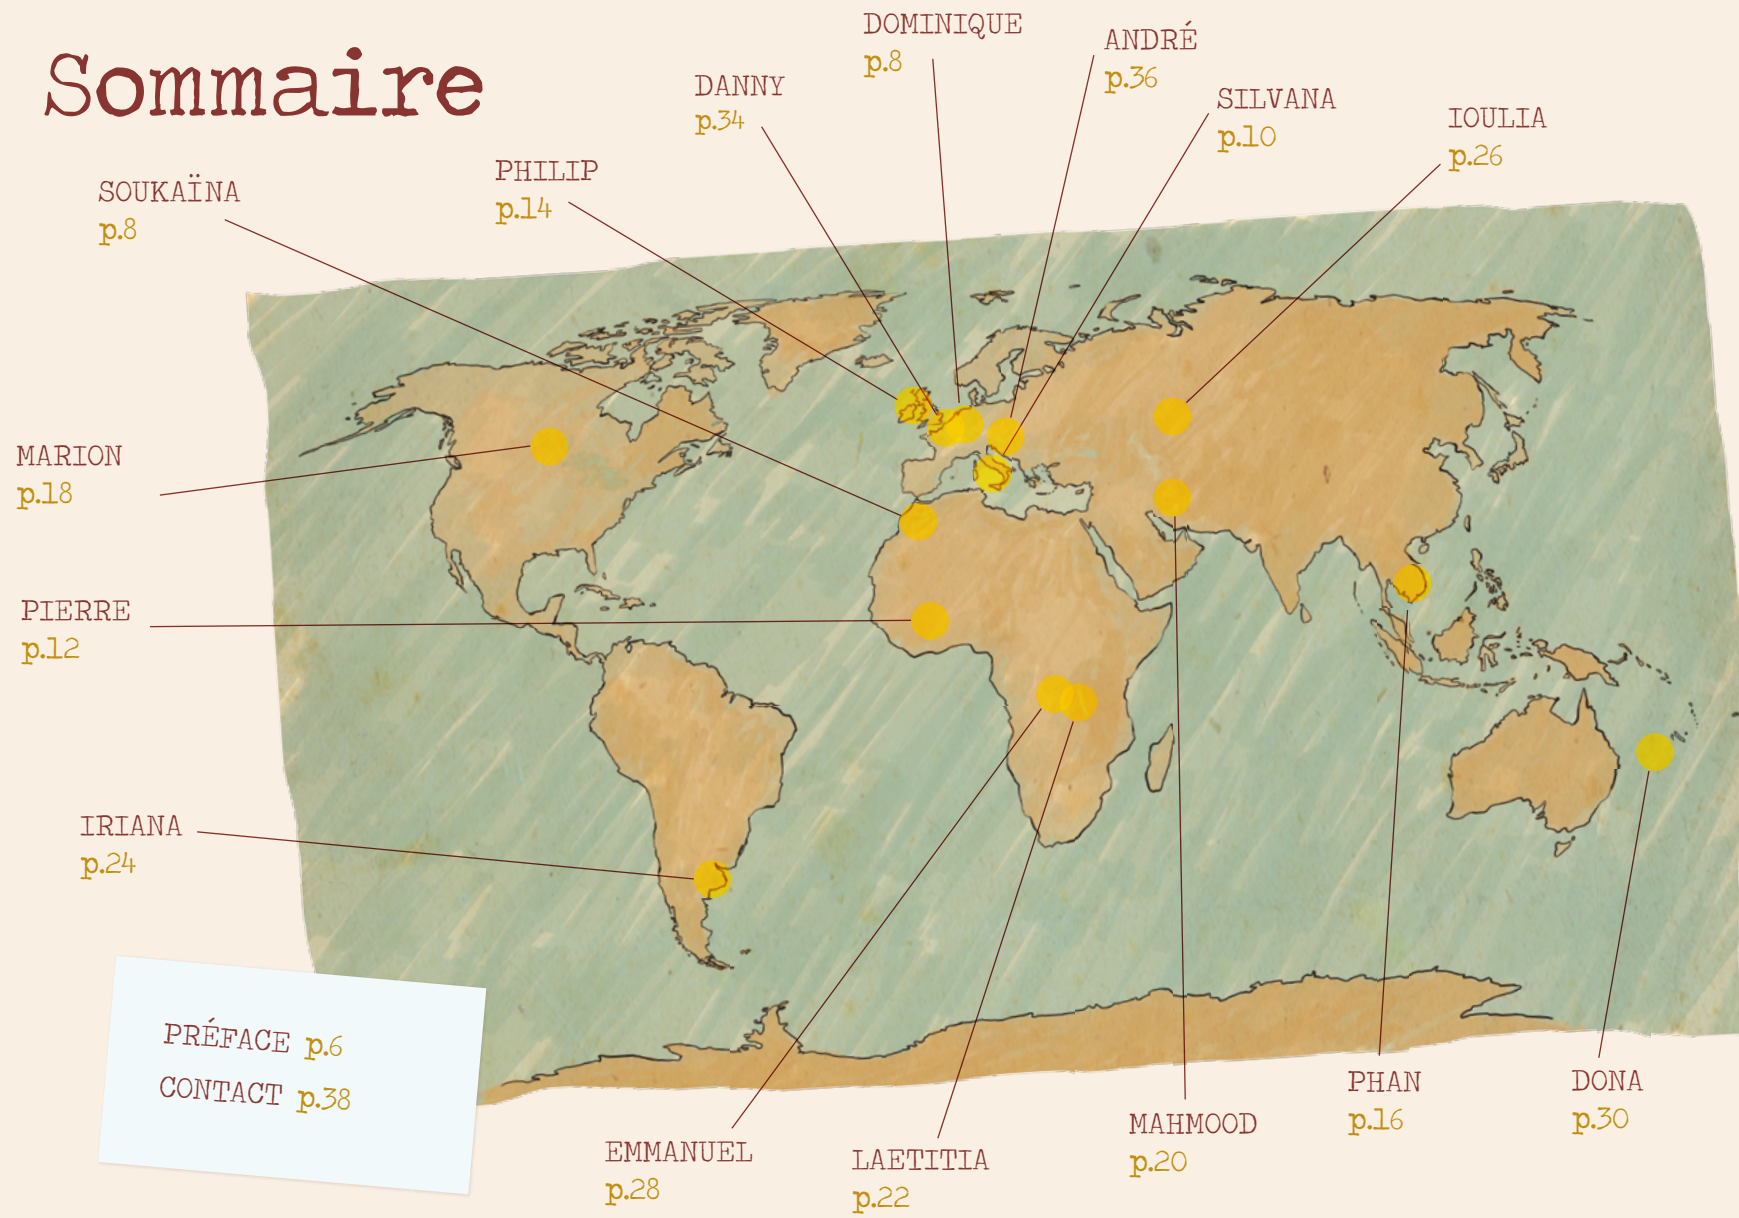 Sommaire
DOMINIQUE
p.8
ANDRÉ
p.36
DANNY
p.34
SILVANA
p.10
IOULIA
p.26
PHILIP
p.14
SOUKAÏNA
p.8
MARION
p.18
PIERRE
p.12
IRIANA
p.24
PRÉFACE p.6
CONTACT p.38
EMMANUEL
p.28
LAETITIA
p.22
MAHMOOD
p.20
PHAN
p.16
DONA
p.30